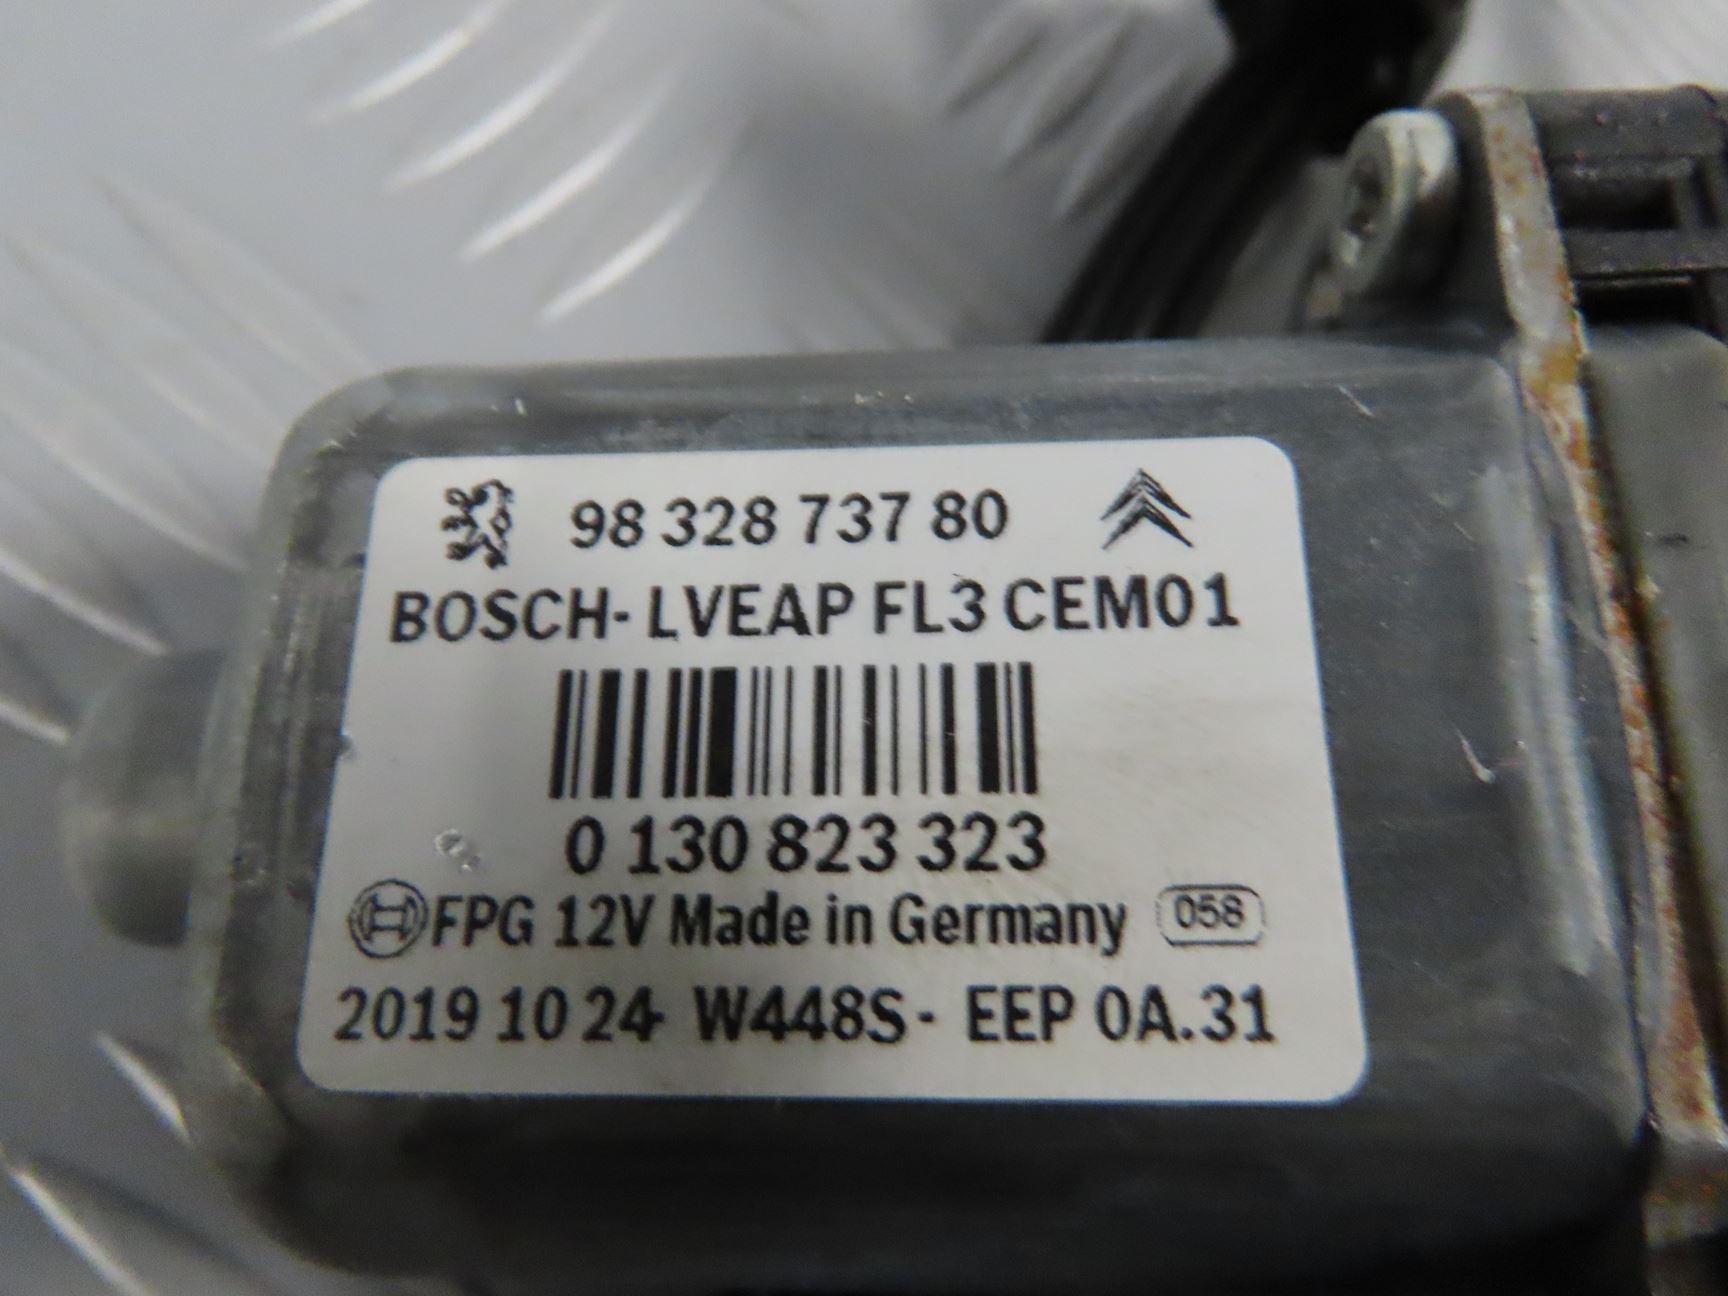 98 328 737 80
BOSCH- LVEAP FL3 CEM01
0 130 823 323
FPG 12V Made in Germany 058
2019 10 24- W448S - EEP 0A.31